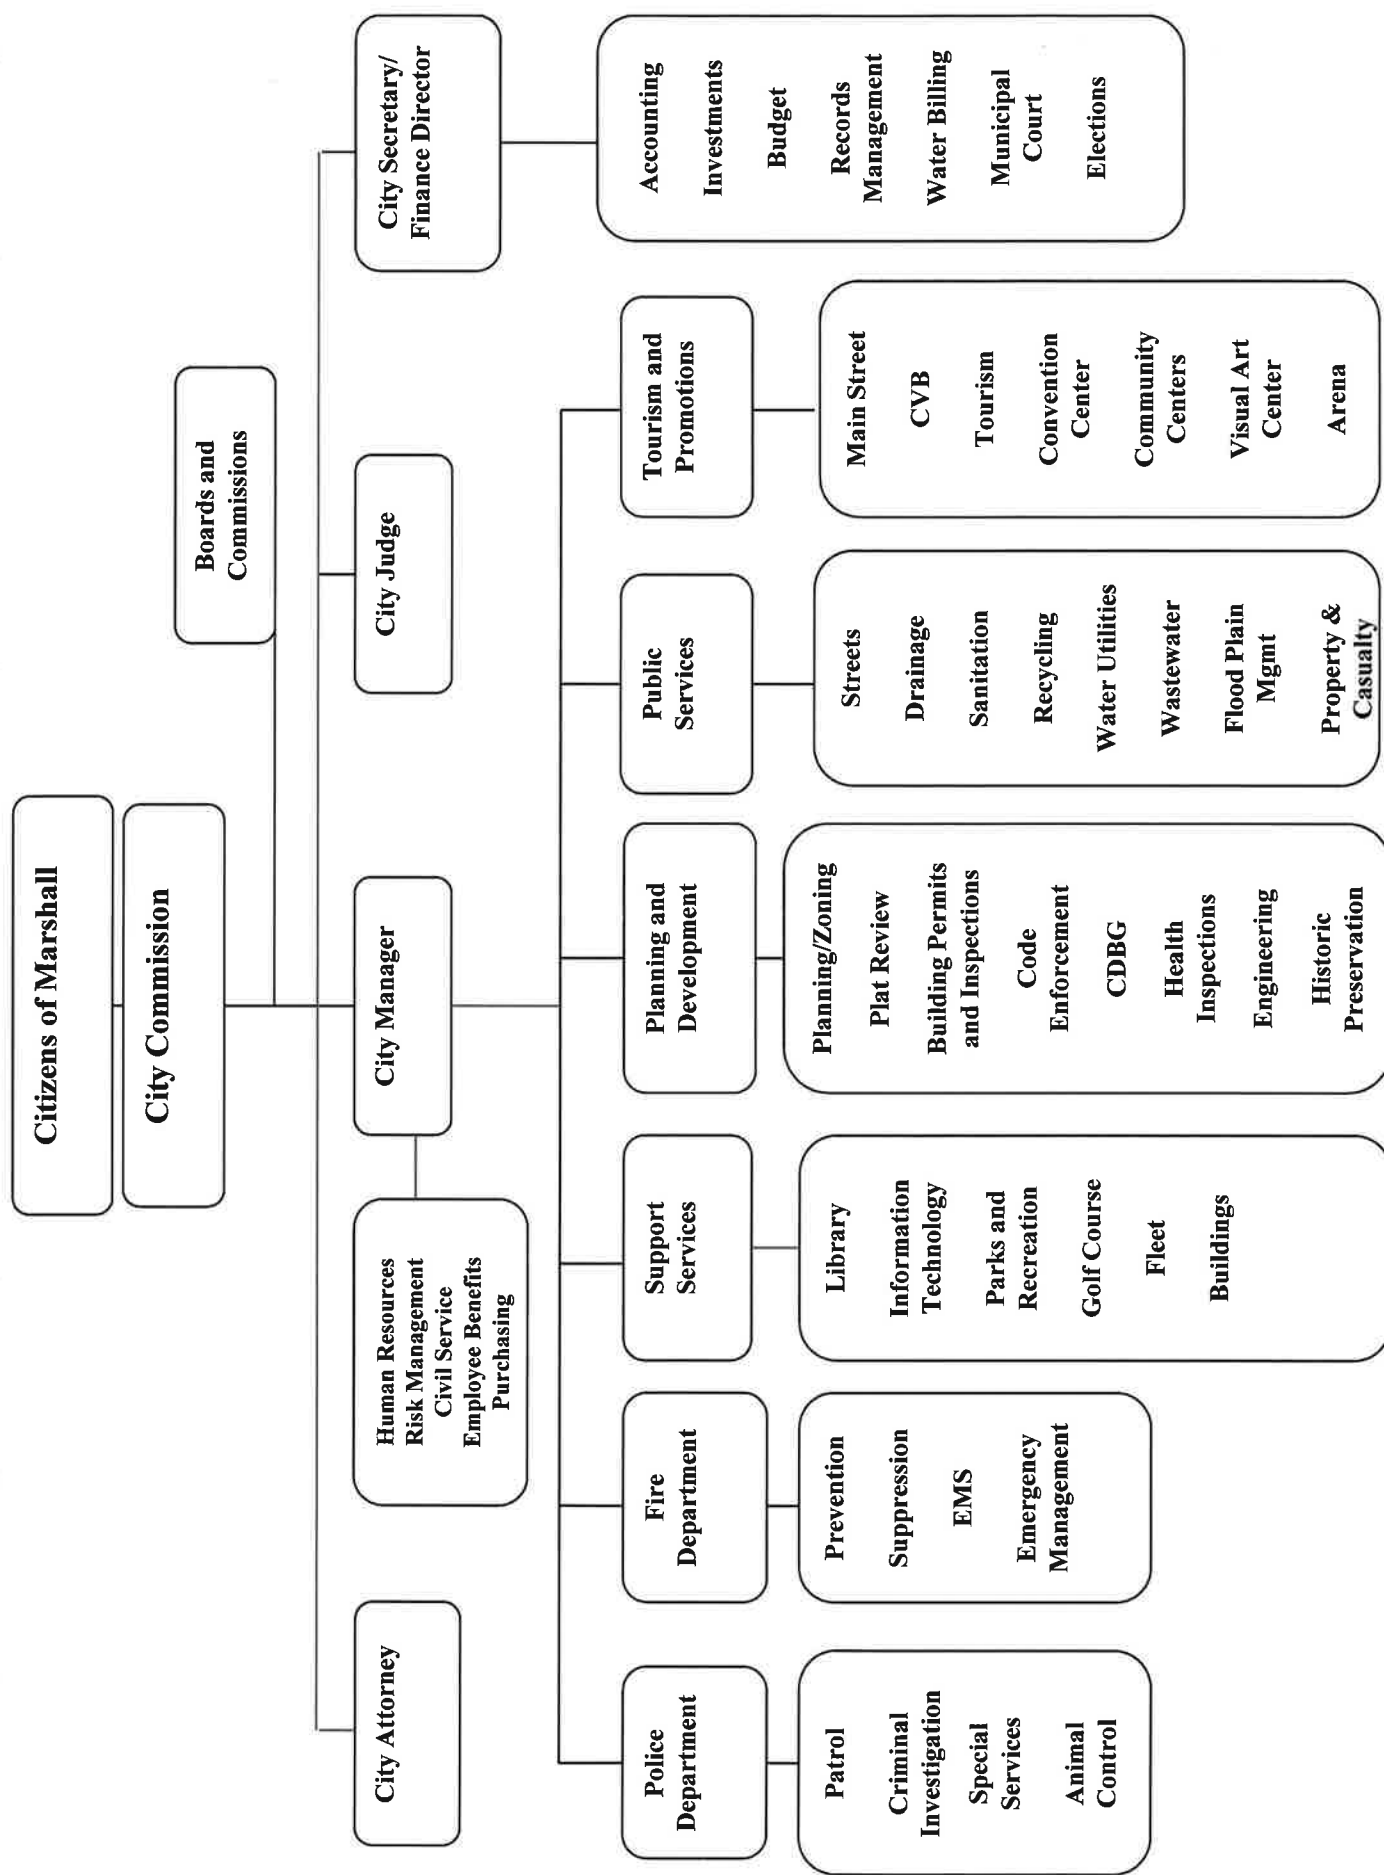 Citizens of Marshall
City Commission
Boards and
Commissions
City Attorney
City Manager
City Judge
City Secretary/
Finance Director
Human Resources
Risk Management
Civil Service
Employee Benefits
Purchasing
Police
Department
Fire
Department
Support
Services
Planning and
Development
Public
Services
Tourism and
Promotions
Patrol
Criminal
Investigation
Special
Services
Animal
Control
Prevention
Suppression
EMS
Emergency
Management
Library
Information
Technology
Parks and
Recreation
Golf Course
Fleet
Buildings
Planning/Zoning
Plat Review
Building Permits
and Inspections
Code
Enforcement
CDBG
Health
Inspections
Engineering
Historic
Preservation
Streets
Drainage
Sanitation
Recycling
Water Utilities
Wastewater
Flood Plain
Mgmt
Property &
Casualty
Main Street
CVB
Tourism
Convention
Center
Community
Centers
Visual Art
Center
Arena
Accounting
Investments
Budget
Records
Management
Water Billing
Municipal
Court
Elections